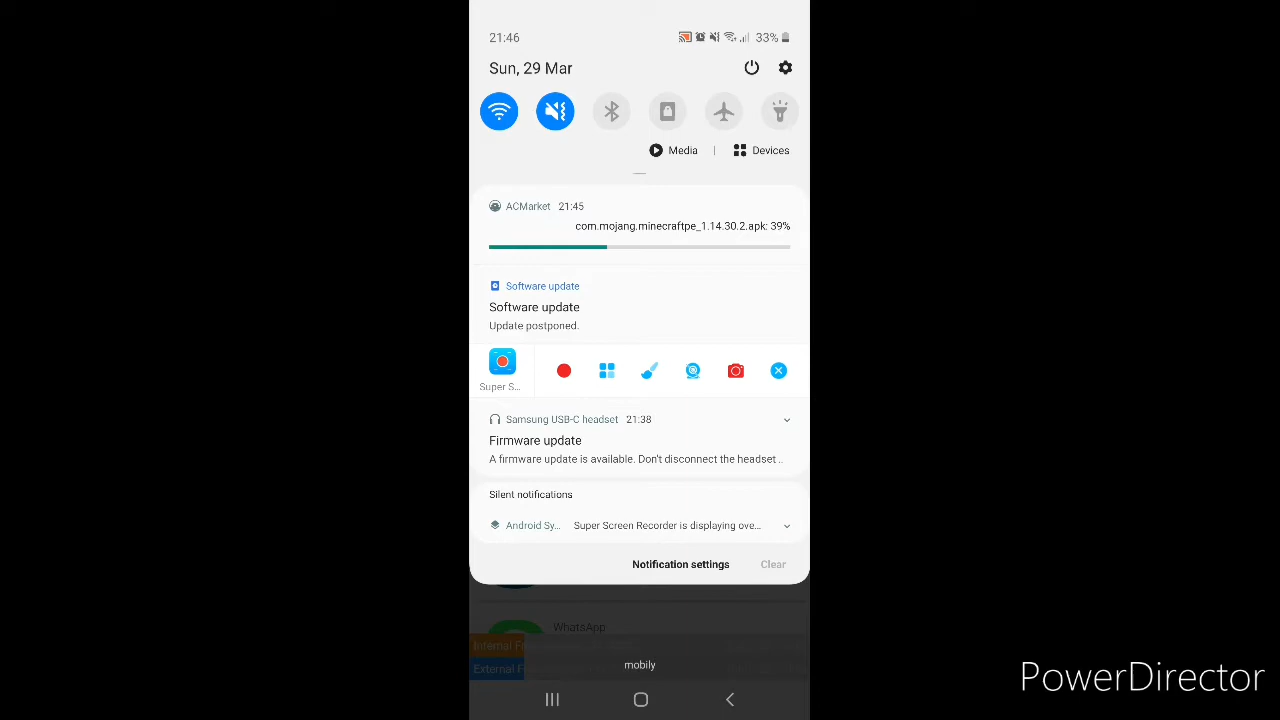 21:46
33%
Sun, 29 Mar
Media | Devices
ACMarket 21:45
com.mojang.minecraftpe_1.14.30.2.apk: 39%
Software update
Software update
Update postponed.
Super S...
Samsung USB-C headset 21:38
Firmware update
A firmware update is available. Don't disconnect the headset ..
Silent notifications
Android Sy... Super Screen Recorder is displaying ove...
Notification settings Clear
WhatsApp
Internal F
External F
mobily
PowerDirector